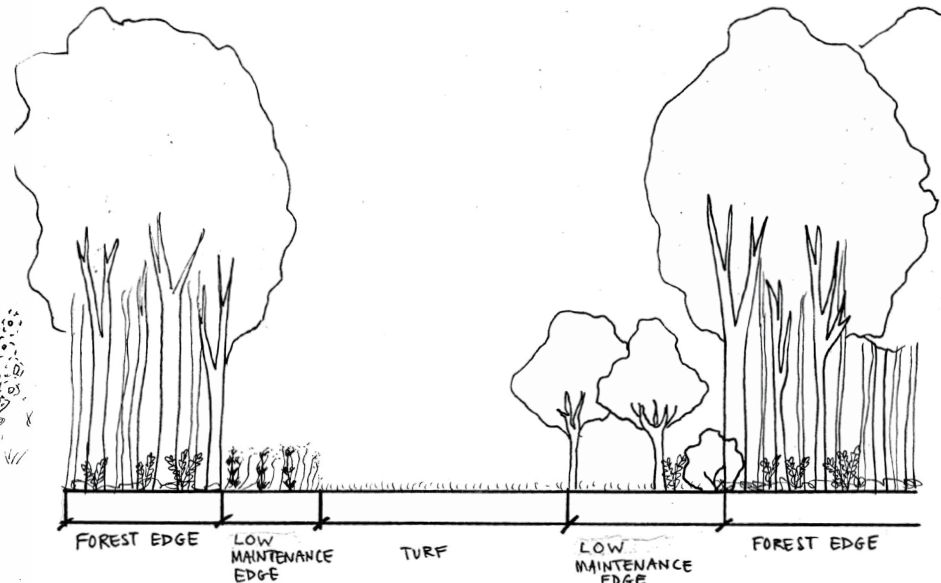 FOREST EDGE
LOW
MAINTENANCE
EDGE
TURF
LOW
MAINTENANCE
EDGE
FOREST EDGE